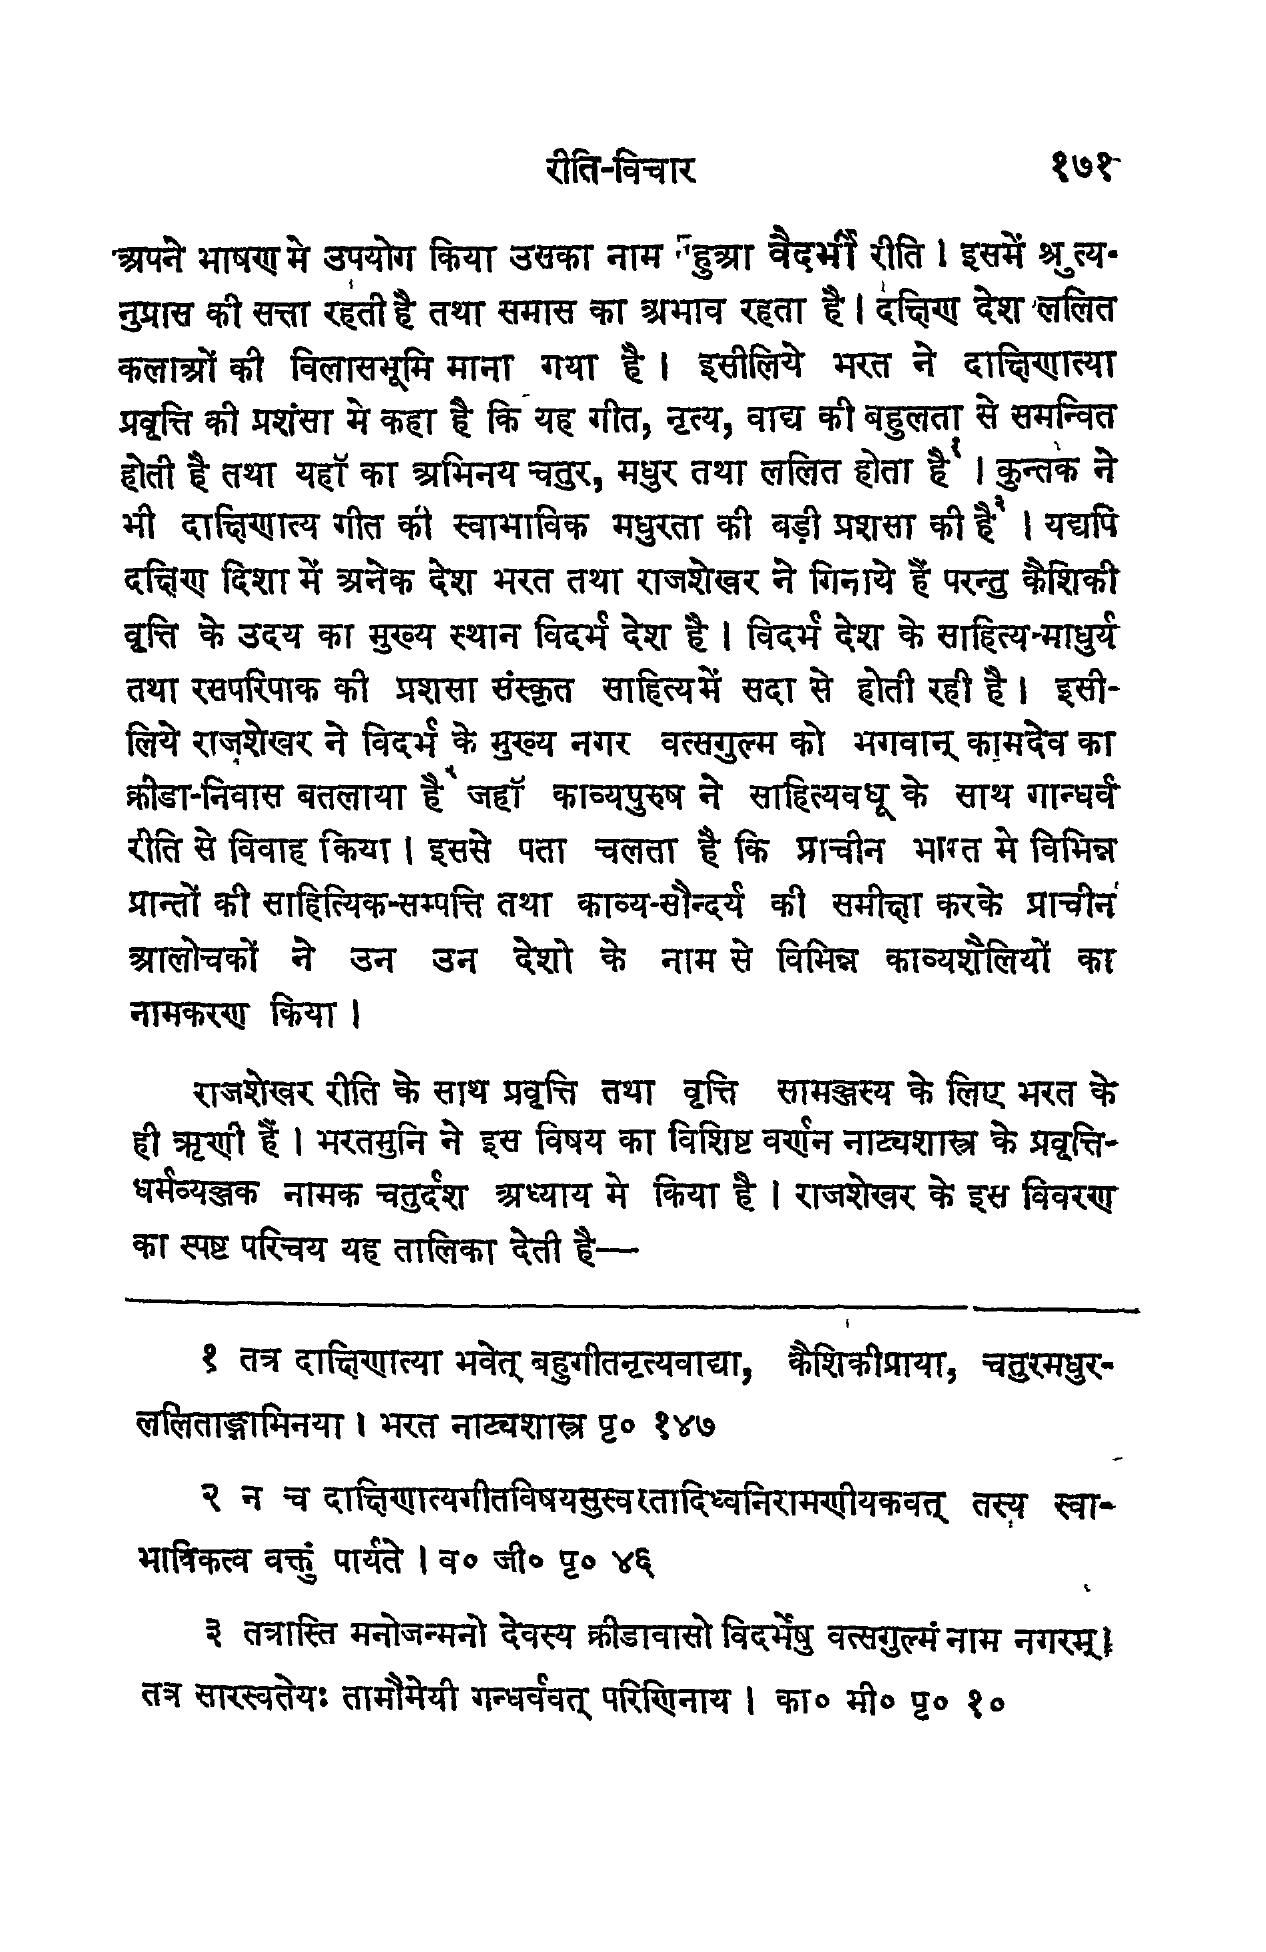 रीति-विचार १७१
अपने भाषण मे उपयोग किया उसका नाम हुआ वैदर्भी रीति । इसमें श्रुत्य-
नुप्रास की सत्ता रहती है तथा समास का अभाव रहता है । दक्षिण देश ललित
कलाओं की विलासभूमि माना गया है । इसीलिये भरत ने दाक्षिणात्या
प्रवृत्ति की प्रशंसा मे कहा है कि यह गीत, नृत्य, वाद्य की बहुलता से समन्वित
होती है तथा यहॉ का अभिनय चतुर, मधुर तथा ललित होता है¹ । कुन्तक ने
भी दाक्षिणात्य गीत की स्वाभाविक मधुरता की बड़ी प्रशसा की है² । यद्यपि
दक्षिण दिशा में अनेक देश भरत तथा राजशेखर ने गिनाये हैं परन्तु कैशिकी
वृत्ति के उदय का मुख्य स्थान विदर्भ देश है । विदर्भ देश के साहित्य-माधुर्य
तथा रसपरिपाक की प्रशसा संस्कृत साहित्यमें सदा से होती रही है । इसी-
लिये राजशेखर ने विदर्भ के मुख्य नगर वत्सगुल्म को भगवान् कामदेव का
क्रीडा-निवास बतलाया है जहॉ काव्यपुरुष ने साहित्यवधू के साथ गान्धर्व
रीति से विवाह किया । इससे पता चलता है कि प्राचीन भारत मे विभिन्न
प्रान्तों की साहित्यिक-सम्पत्ति तथा काव्य-सौन्दर्य की समीक्षा करके प्राचीन
आलोचकों ने उन उन देशो के नाम से विभिन्न काव्यशैलियों का
नामकरण किया ।
राजशेखर रीति के साथ प्रवृत्ति तथा वृत्ति सामञ्जस्य के लिए भरत के
ही ऋणी हैं । भरतमुनि ने इस विषय का विशिष्ट वर्णन नाट्यशास्त्र के प्रवृत्ति-
धर्मव्यञ्जक नामक चतुर्दश अध्याय मे किया है । राजशेखर के इस विवरण
का स्पष्ट परिचय यह तालिका देती है—
१ तत्र दाक्षिणात्या भवेत् बहुगीतनृत्यवाद्या, कैशिकीप्राया, चतुरमधुर-
ललिताङ्गाभिनया । भरत नाट्यशास्त्र पृ० १४७
२ न च दाक्षिणात्यगीतविषयसुस्वरतादिध्वनिरामणीयकवत् तस्य स्वा-
भाविकत्व वक्तुं पार्यते । व० जी० पृ० ४६
३ तत्रास्ति मनोजन्मनो देवस्य क्रीडावासो विदर्भेषु वत्सगुल्मं नाम नगरम् ।
तत्र सारस्वतेयः तामौमेयी गन्धर्ववत् परिणिनाय । का० मी० पृ० १०